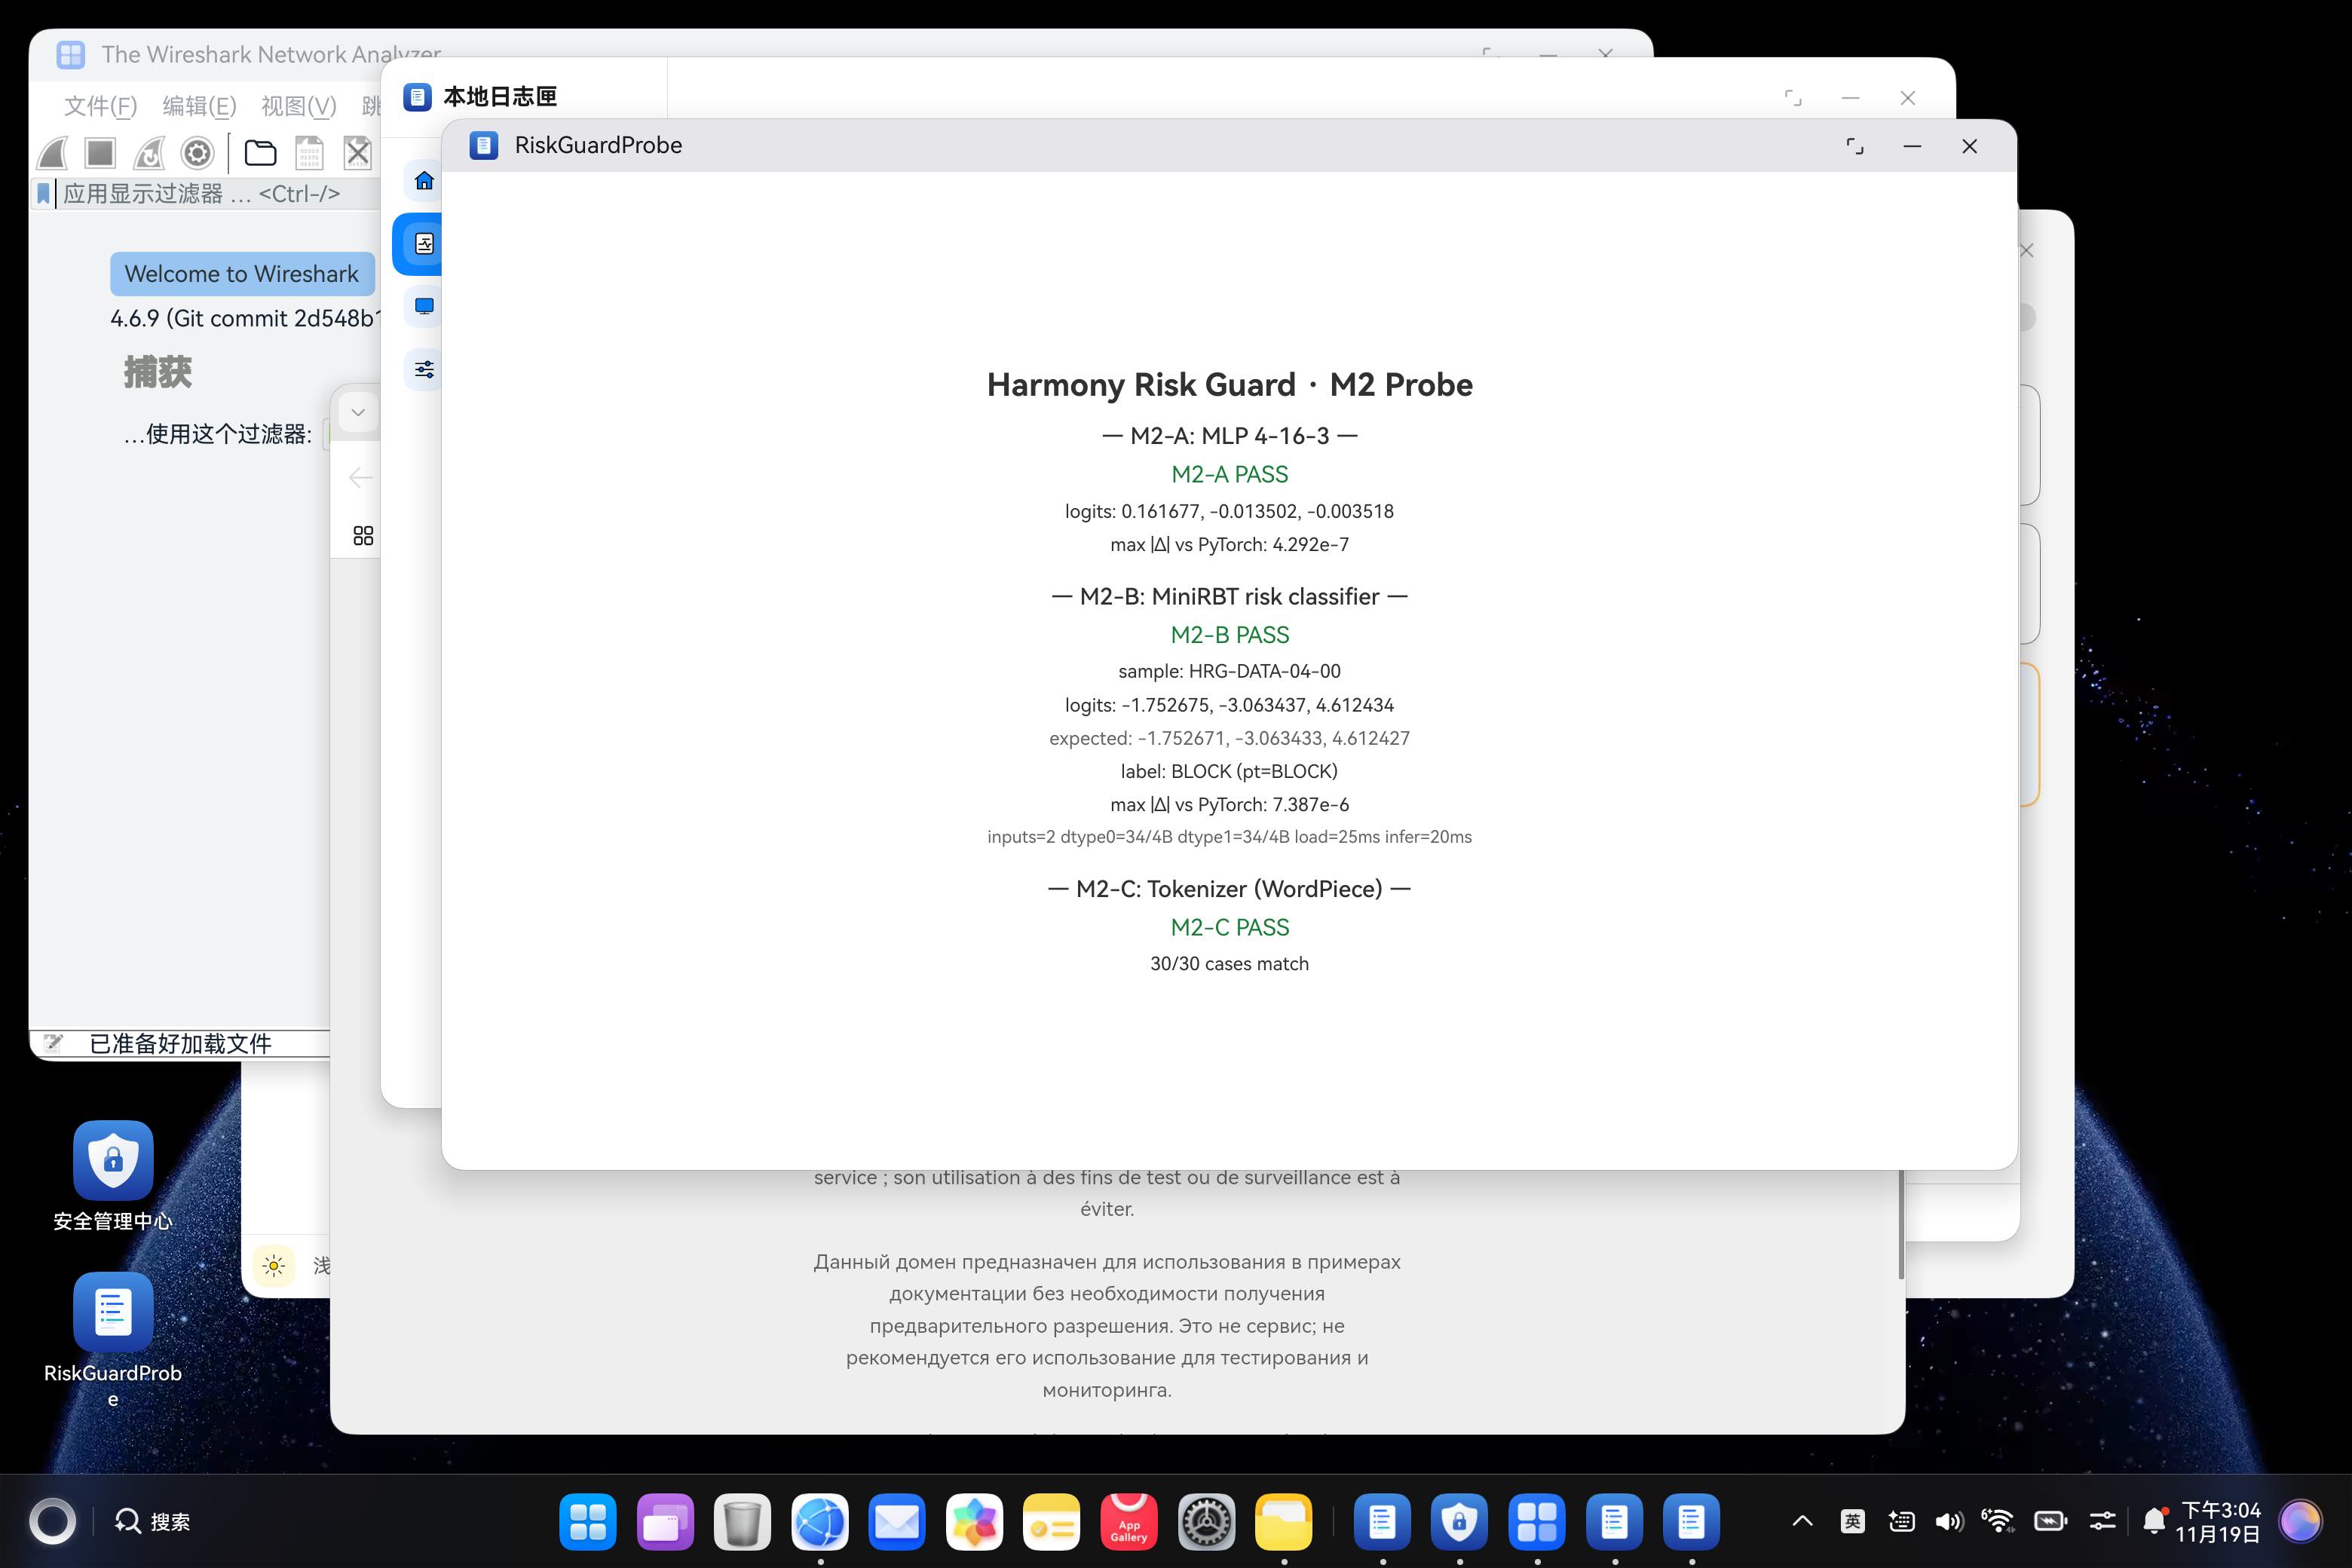 The Wireshark Network Analyzer
文件(F) 编辑(E) 视图(V) 跳
应用显示过滤器 … <Ctrl-/>
Welcome to Wireshark
4.6.9 (Git commit 2d548b
捕获
…使用这个过滤器:
已准备好加载文件
本地日志匣
RiskGuardProbe
Harmony Risk Guard · M2 Probe
— M2-A: MLP 4-16-3 —
M2-A PASS
logits: 0.161677, -0.013502, -0.003518
max |Δ| vs PyTorch: 4.292e-7
— M2-B: MiniRBT risk classifier —
M2-B PASS
sample: HRG-DATA-04-00
logits: -1.752675, -3.063437, 4.612434
expected: -1.752671, -3.063433, 4.612427
label: BLOCK (pt=BLOCK)
max |Δ| vs PyTorch: 7.387e-6
inputs=2 dtype0=34/4B dtype1=34/4B load=25ms infer=20ms
— M2-C: Tokenizer (WordPiece) —
M2-C PASS
30/30 cases match
service ; son utilisation à des fins de test ou de surveillance est à
éviter.
Данный домен предназначен для использования в примерах
документации без необходимости получения
предварительного разрешения. Это не сервис; не
рекомендуется его использование для тестирования и
мониторинга.
浅
安全管理中心
RiskGuardProb
e
搜索
App
Gallery
英
6
下午3:04
11月19日